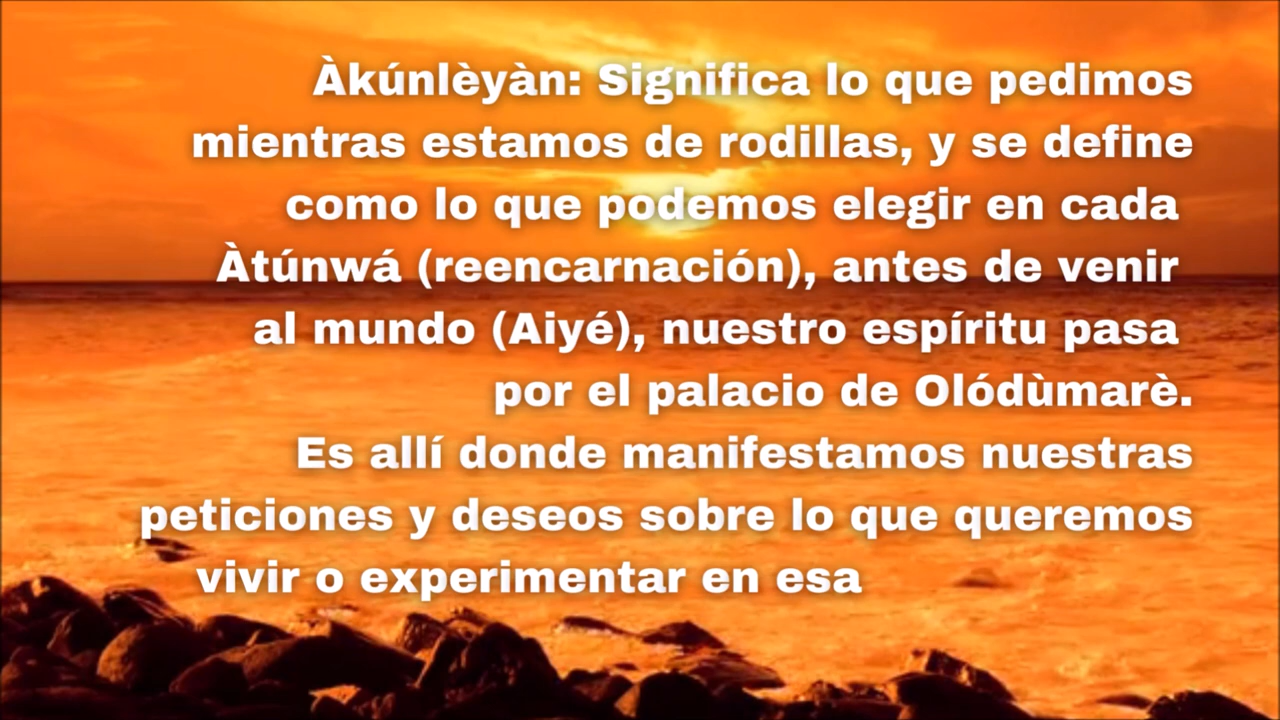 Àkúnlèyàn: Significa lo que pedimos
mientras estamos de rodillas, y se define
como lo que podemos elegir en cada
Àtúnwá (reencarnación), antes de venir
al mundo (Aiyé), nuestro espíritu pasa
por el palacio de Olódùmarè.
Es allí donde manifestamos nuestras
peticiones y deseos sobre lo que queremos
vivir o experimentar en esa